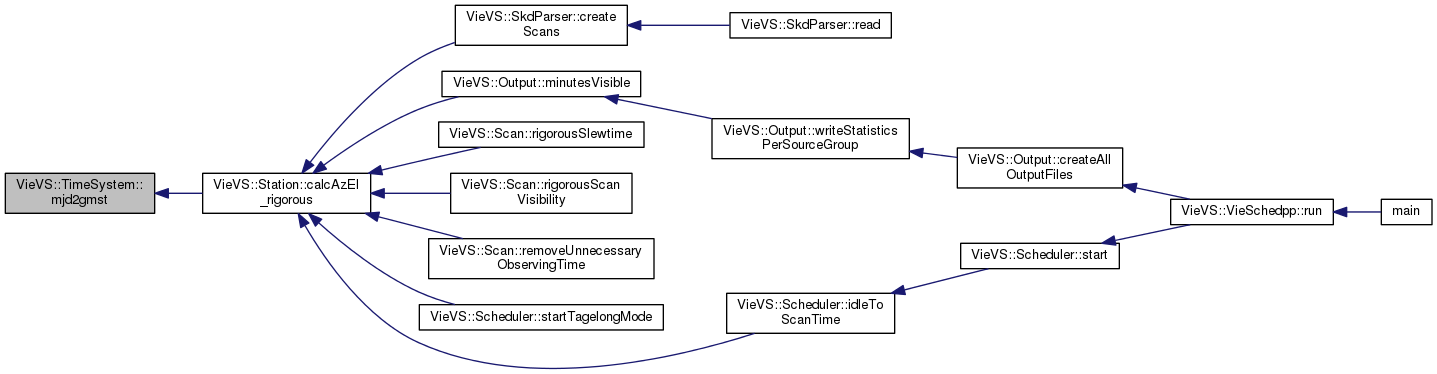 VieVS::SkdParser::create
Scans
VieVS::SkdParser::read
VieVS::Output::minutesVisible
VieVS::Output::writeStatistics
PerSourceGroup
VieVS::Scan::rigorousSlewtime
VieVS::Output::createAll
OutputFiles
VieVS::TimeSystem::
mjd2gmst
VieVS::Station::calcAzEl
_rigorous
VieVS::Scan::rigorousScan
Visibility
VieVS::VieSchedpp::run
main
VieVS::Scan::removeUnnecessary
ObservingTime
VieVS::Scheduler::start
VieVS::Scheduler::startTagelongMode
VieVS::Scheduler::idleTo
ScanTime